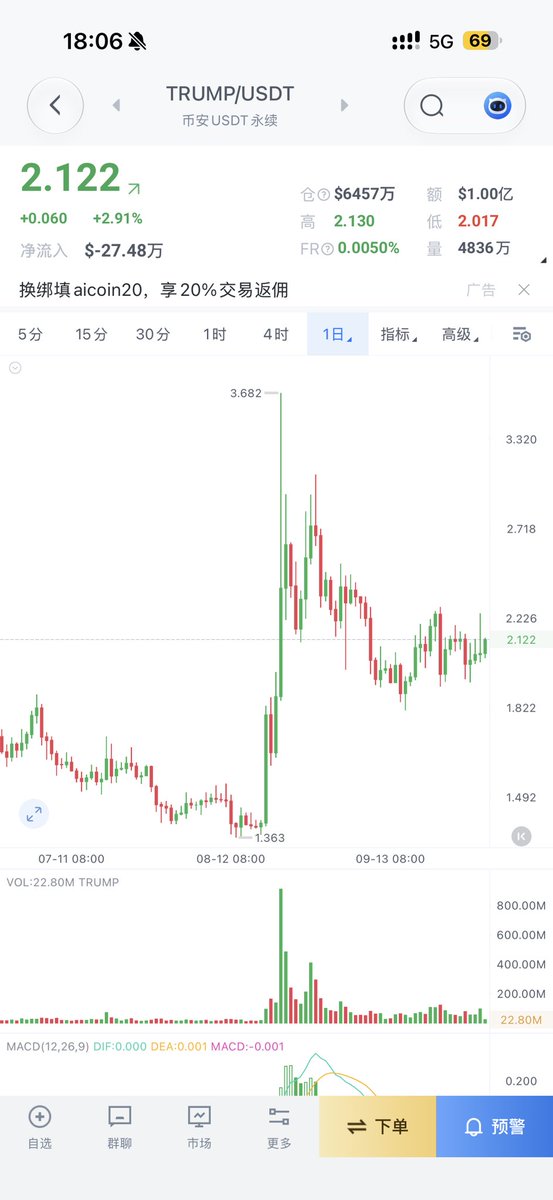 18:06
5G
69
TRUMP/USDT
币安USDT永续
2.122
+0.060 +2.91%
净流入 $-27.48万
仓 $6457万 额 $1.00亿
高 2.130 低 2.017
FR 0.0050% 量 4836万
换绑填aicoin20，享20%交易返佣
广告
5分 15分 30分 1时 4时 1日 指标 高级
3.682
3.320
2.718
2.226
2.122
1.822
1.492
1.363
07-11 08:00 08-12 08:00 09-13 08:00
VOL:22.80M TRUMP
800.00M
600.00M
400.00M
200.00M
22.80M
MACD(12,26,9) DIF:0.000 DEA:0.001 MACD:-0.001
0.200
自选 群聊 市场 更多 下单 预警